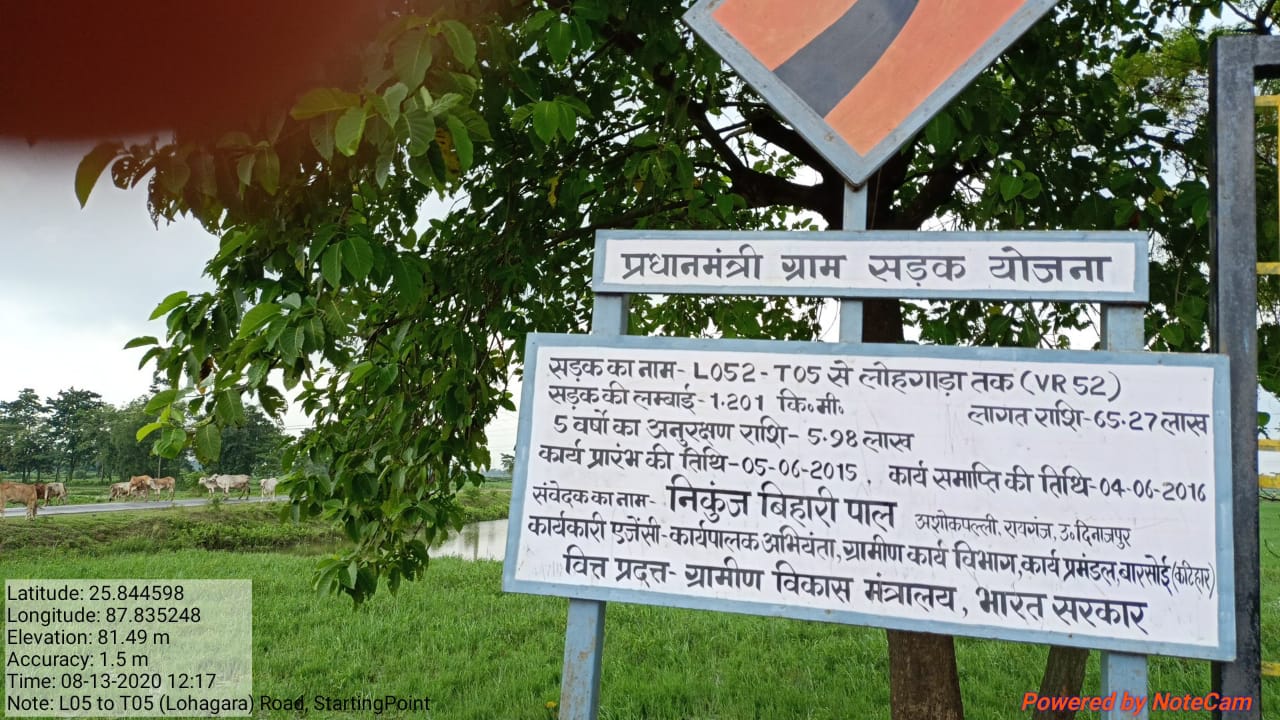 प्रधानमंत्री ग्राम सड़क योजना
सड़क का नाम- L052-T05 से लोहगाड़ा तक (VR 52)
सड़क की लम्बाई-1.201 कि॰मी॰ लागत राशि-65.27 लाख
5 वर्षो का अनुरक्षण राशि- 5.98 लाख
कार्य प्रारंभ की तिथि-05-06-2015, कार्य समाप्ति की तिथि-04-06-2016
संवेदक का नाम- निकुंज बिहारी पाल अशोकपल्ली, रायगंज, उ॰दिनाजपुर
कार्यकारी एजेंसी-कार्यपालक अभियंता,ग्रामीण कार्य विभाग,कार्य प्रमंडल,बारसोई(कटिहार)
वित्त प्रदत्त- ग्रामीण विकास मंत्रालय, भारत सरकार
Latitude: 25.844598
Longitude: 87.835248
Elevation: 81.49 m
Accuracy: 1.5 m
Time: 08-13-2020 12:17
Note: L05 to T05 (Lohagara) Road, StartingPoint
Powered by NoteCam